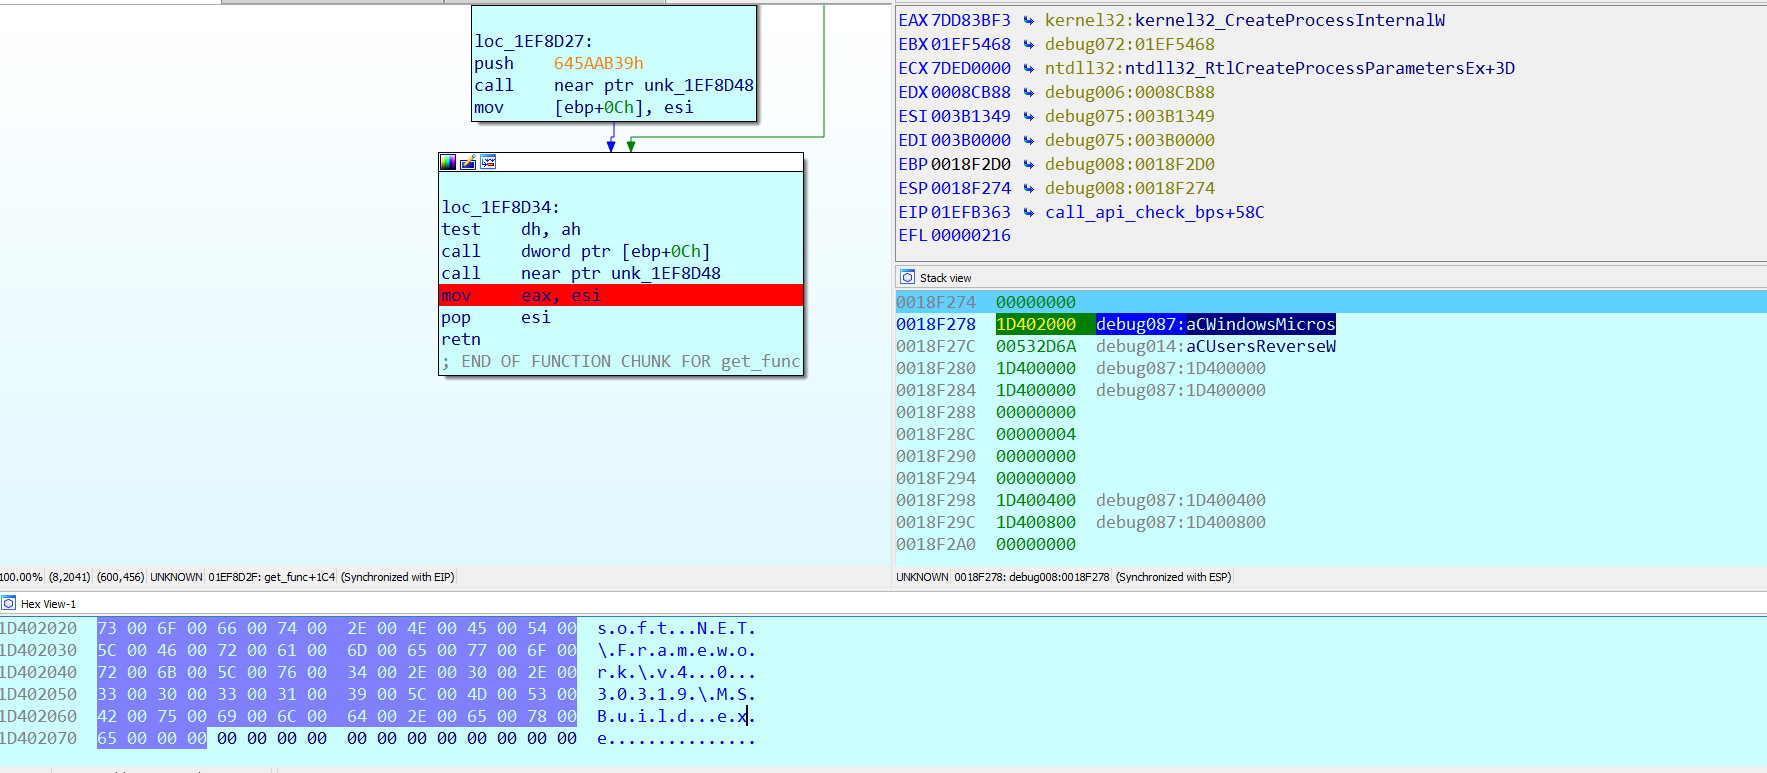 loc_1EF8D27:
push 645AAB39h
call near ptr unk_1EF8D48
mov [ebp+0Ch], esi
loc_1EF8D34:
test dh, ah
call dword ptr [ebp+0Ch]
call near ptr unk_1EF8D48
mov eax, esi
pop esi
retn
; END OF FUNCTION CHUNK FOR get_func
100.00% (8,2041) (600,456) UNKNOWN 01EF8D2F: get_func+1C4 (Synchronized with EIP)
EAX 7DD83BF3 kernel32:kernel32_CreateProcessInternalW
EBX 01EF5468 debug072:01EF5468
ECX 7DED0000 ntdll32:ntdll32_RtlCreateProcessParametersEx+3D
EDX 0008CB88 debug006:0008CB88
ESI 003B1349 debug075:003B1349
EDI 003B0000 debug075:003B0000
EBP 0018F2D0 debug008:0018F2D0
ESP 0018F274 debug008:0018F274
EIP 01EFB363 call_api_check_bps+58C
EFL 00000216
Stack view
0018F274 00000000
0018F278 1D402000 debug087:aCWindowsMicros
0018F27C 00532D6A debug014:aCUsersReverseW
0018F280 1D400000 debug087:1D400000
0018F284 1D400000 debug087:1D400000
0018F288 00000000
0018F28C 00000004
0018F290 00000000
0018F294 00000000
0018F298 1D400400 debug087:1D400400
0018F29C 1D400800 debug087:1D400800
0018F2A0 00000000
UNKNOWN 0018F278: debug008:0018F278 (Synchronized with ESP)
Hex View-1
1D402020 73 00 6F 00 66 00 74 00 2E 00 4E 00 45 00 54 00 s.o.f.t...N.E.T.
1D402030 5C 00 46 00 72 00 61 00 6D 00 65 00 77 00 6F 00 \.F.r.a.m.e.w.o.
1D402040 72 00 6B 00 5C 00 76 00 34 00 2E 00 30 00 2E 00 r.k.\.v.4...0...
1D402050 33 00 30 00 33 00 31 00 39 00 5C 00 4D 00 53 00 3.0.3.1.9.\.M.S.
1D402060 42 00 75 00 69 00 6C 00 64 00 2E 00 65 00 78 00 B.u.i.l.d...e.x.
1D402070 65 00 00 00 00 00 00 00 00 00 00 00 00 00 00 00 e...............